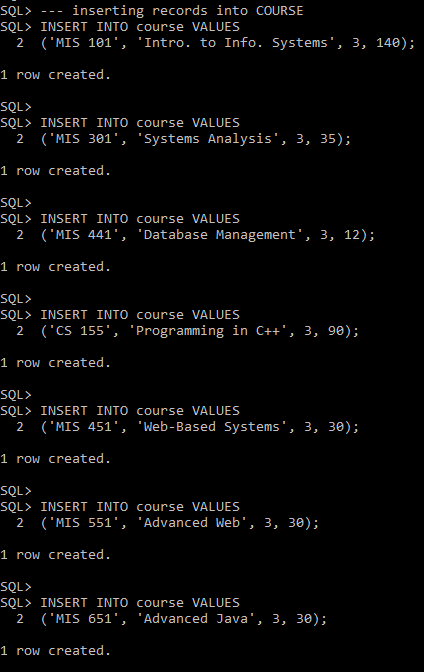 SQL> --- inserting records into COURSE
SQL> INSERT INTO course VALUES
  2  ('MIS 101', 'Intro. to Info. Systems', 3, 140);
1 row created.
SQL>
SQL> INSERT INTO course VALUES
  2  ('MIS 301', 'Systems Analysis', 3, 35);
1 row created.
SQL>
SQL> INSERT INTO course VALUES
  2  ('MIS 441', 'Database Management', 3, 12);
1 row created.
SQL>
SQL> INSERT INTO course VALUES
  2  ('CS 155', 'Programming in C++', 3, 90);
1 row created.
SQL>
SQL> INSERT INTO course VALUES
  2  ('MIS 451', 'Web-Based Systems', 3, 30);
1 row created.
SQL>
SQL> INSERT INTO course VALUES
  2  ('MIS 551', 'Advanced Web', 3, 30);
1 row created.
SQL>
SQL> INSERT INTO course VALUES
  2  ('MIS 651', 'Advanced Java', 3, 30);
1 row created.